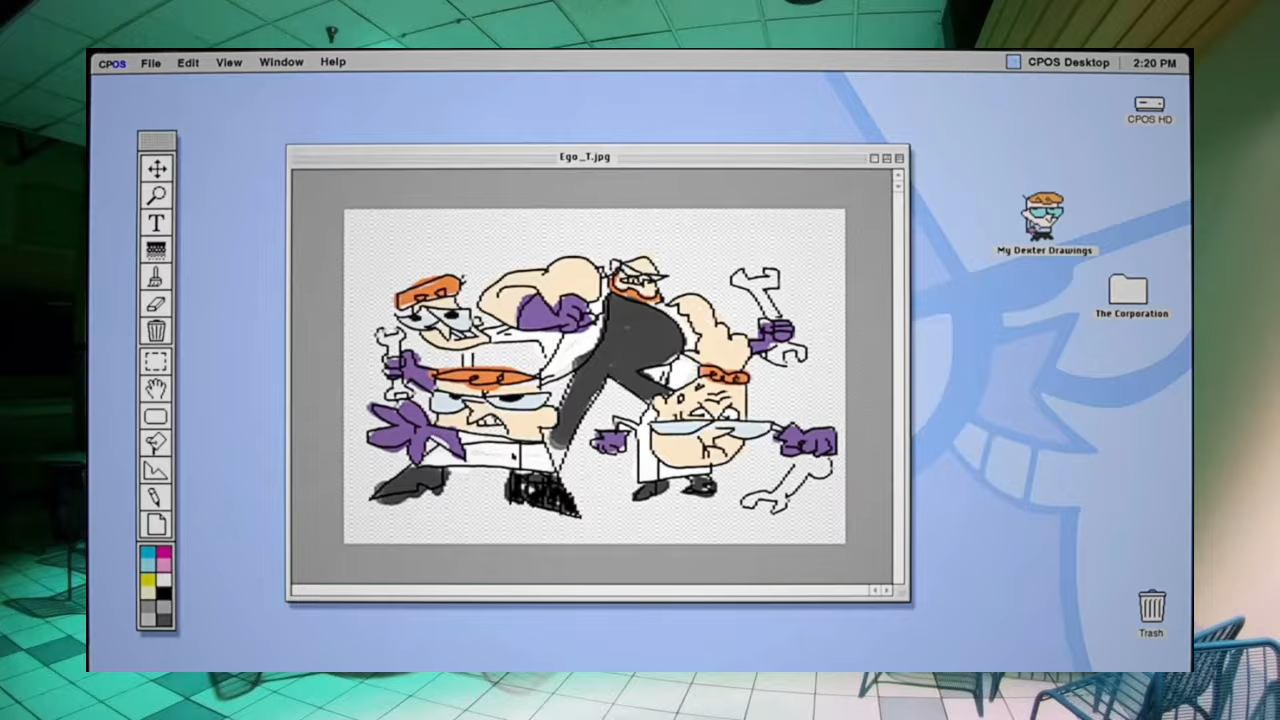 CPOS File Edit View Window Help CPOS Desktop 2:20 PM
CPOS HD
Ego_T.jpg
T
My Dexter Drawings
The Corporation
Trash